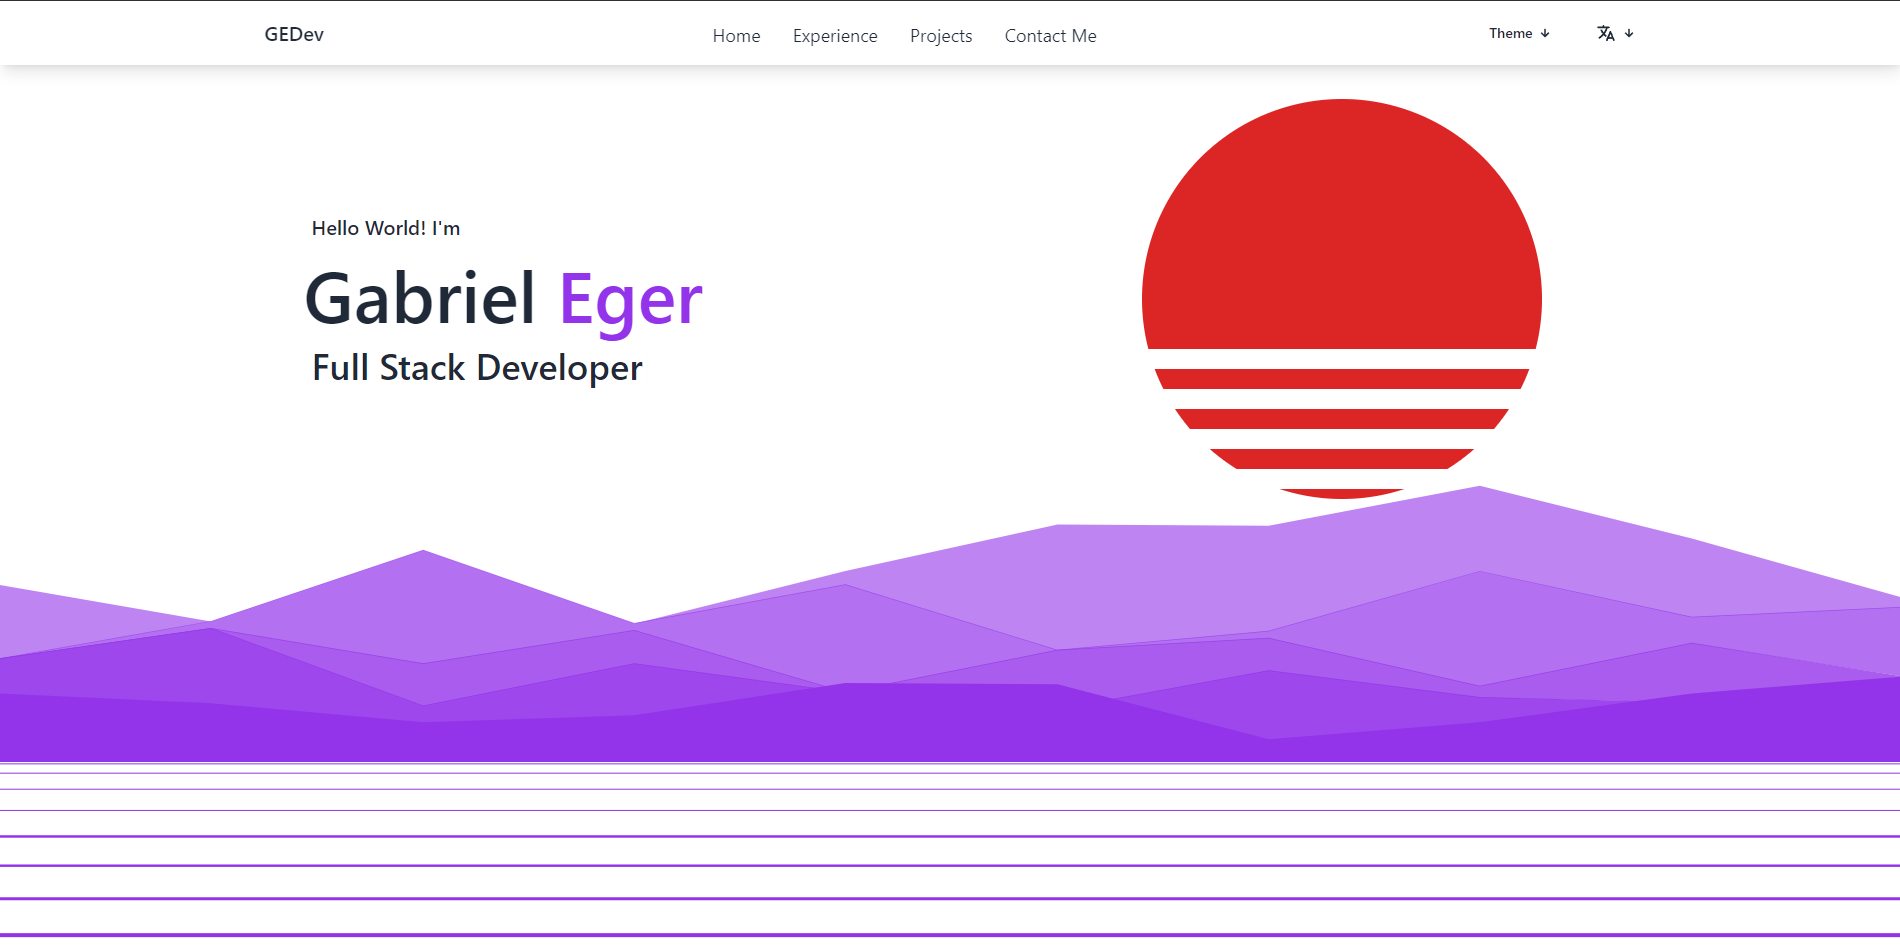 GEDev
Home Experience Projects Contact Me
Theme
Hello World! I'm
Gabriel Eger
Full Stack Developer